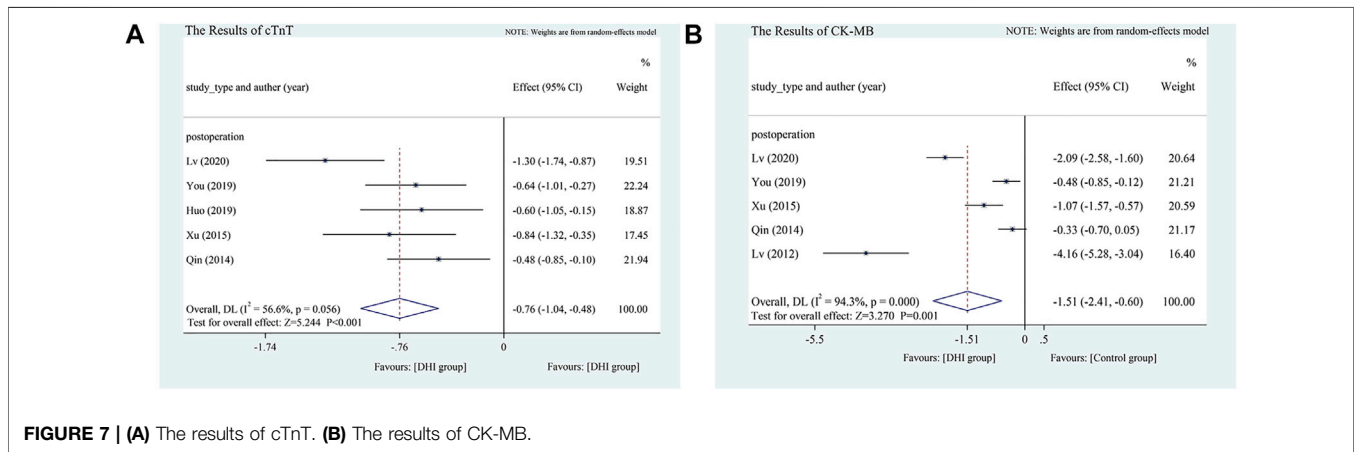 A
The Results of cTnT
NOTE: Weights are from random-effects model
%
study_type and auther (year) Effect (95% CI) Weight
postoperation
Lv (2020) -1.30 (-1.74, -0.87) 19.51
You (2019) -0.64 (-1.01, -0.27) 22.24
Huo (2019) -0.60 (-1.05, -0.15) 18.87
Xu (2015) -0.84 (-1.32, -0.35) 17.45
Qin (2014) -0.48 (-0.85, -0.10) 21.94
Overall, DL (I² = 56.6%, p = 0.056) -0.76 (-1.04, -0.48) 100.00
Test for overall effect: Z=5.244 P<0.001
-1.74 -.76 0
Favours: [DHI group] Favours: [DHI group]
B
The Results of CK-MB
NOTE: Weights are from random-effects model
%
study_type and auther (year) Effect (95% CI) Weight
postoperation
Lv (2020) -2.09 (-2.58, -1.60) 20.64
You (2019) -0.48 (-0.85, -0.12) 21.21
Xu (2015) -1.07 (-1.57, -0.57) 20.59
Qin (2014) -0.33 (-0.70, 0.05) 21.17
Lv (2012) -4.16 (-5.28, -3.04) 16.40
Overall, DL (I² = 94.3%, p = 0.000) -1.51 (-2.41, -0.60) 100.00
Test for overall effect: Z=3.270 P=0.001
-5.5 -1.51 0 .5
Favours: [DHI group] Favours: [Control group]
FIGURE 7 | (A) The results of cTnT. (B) The results of CK-MB.